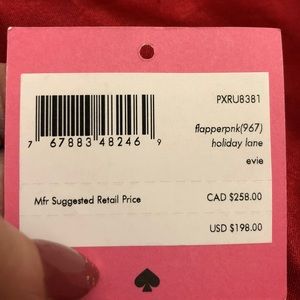 PXRU8381
7 67883 48246 9
flapperpnk(967)
holiday lane
evie
Mfr Suggested Retail Price CAD $258.00
USD $198.00